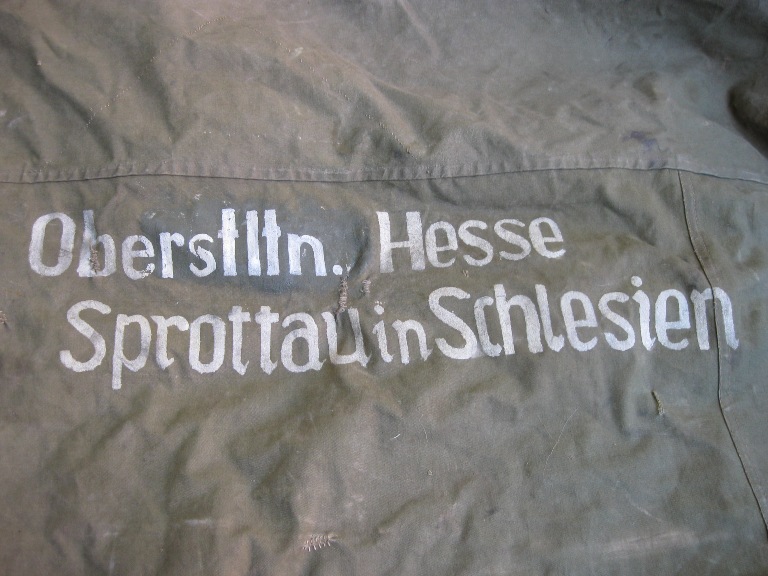 Oberstltn. Hesse
Sprottau in Schlesien